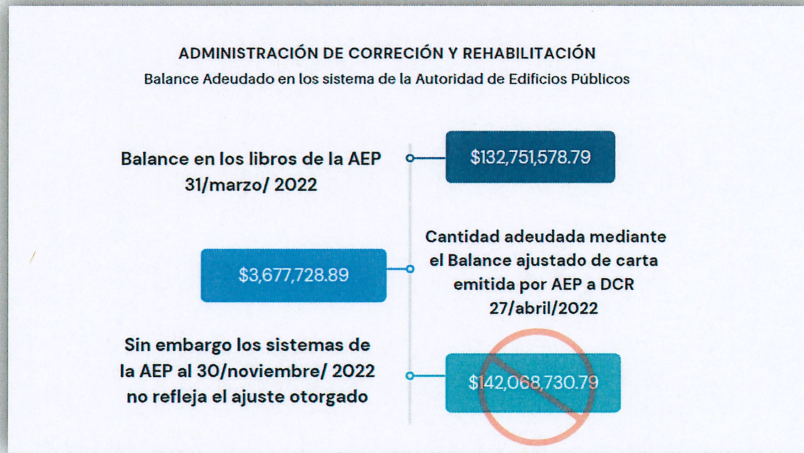 ADMINISTRACIÓN DE CORRECIÓN Y REHABILITACIÓN
Balance Adeudado en los sistema de la Autoridad de Edificios Públicos
Balance en los libros de la AEP
31/marzo/ 2022
$132,751,578.79
$3,677,728.89
Cantidad adeudada mediante
el Balance ajustado de carta
emitida por AEP a DCR
27/abril/2022
Sin embargo los sistemas de
la AEP al 30/noviembre/ 2022
no refleja el ajuste otorgado
$142,068,730.79